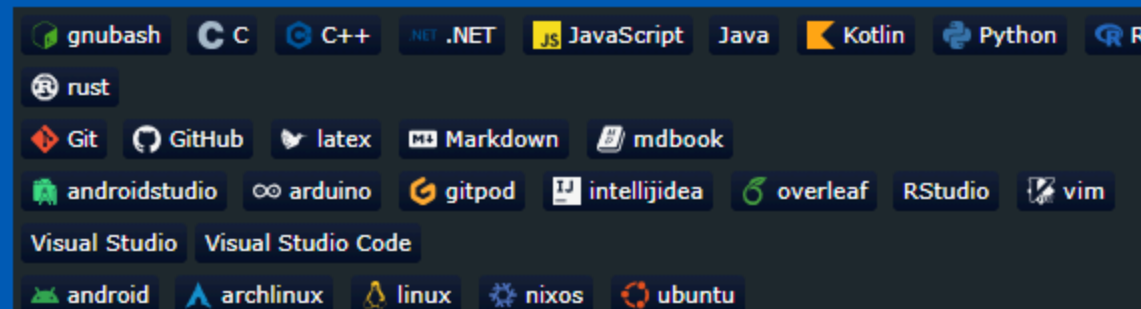 gnubash C C++ .NET JavaScript Java Kotlin Python R
rust
Git GitHub latex Markdown mdbook
androidstudio arduino gitpod intellijidea overleaf RStudio vim
Visual Studio Visual Studio Code
android archlinux linux nixos ubuntu